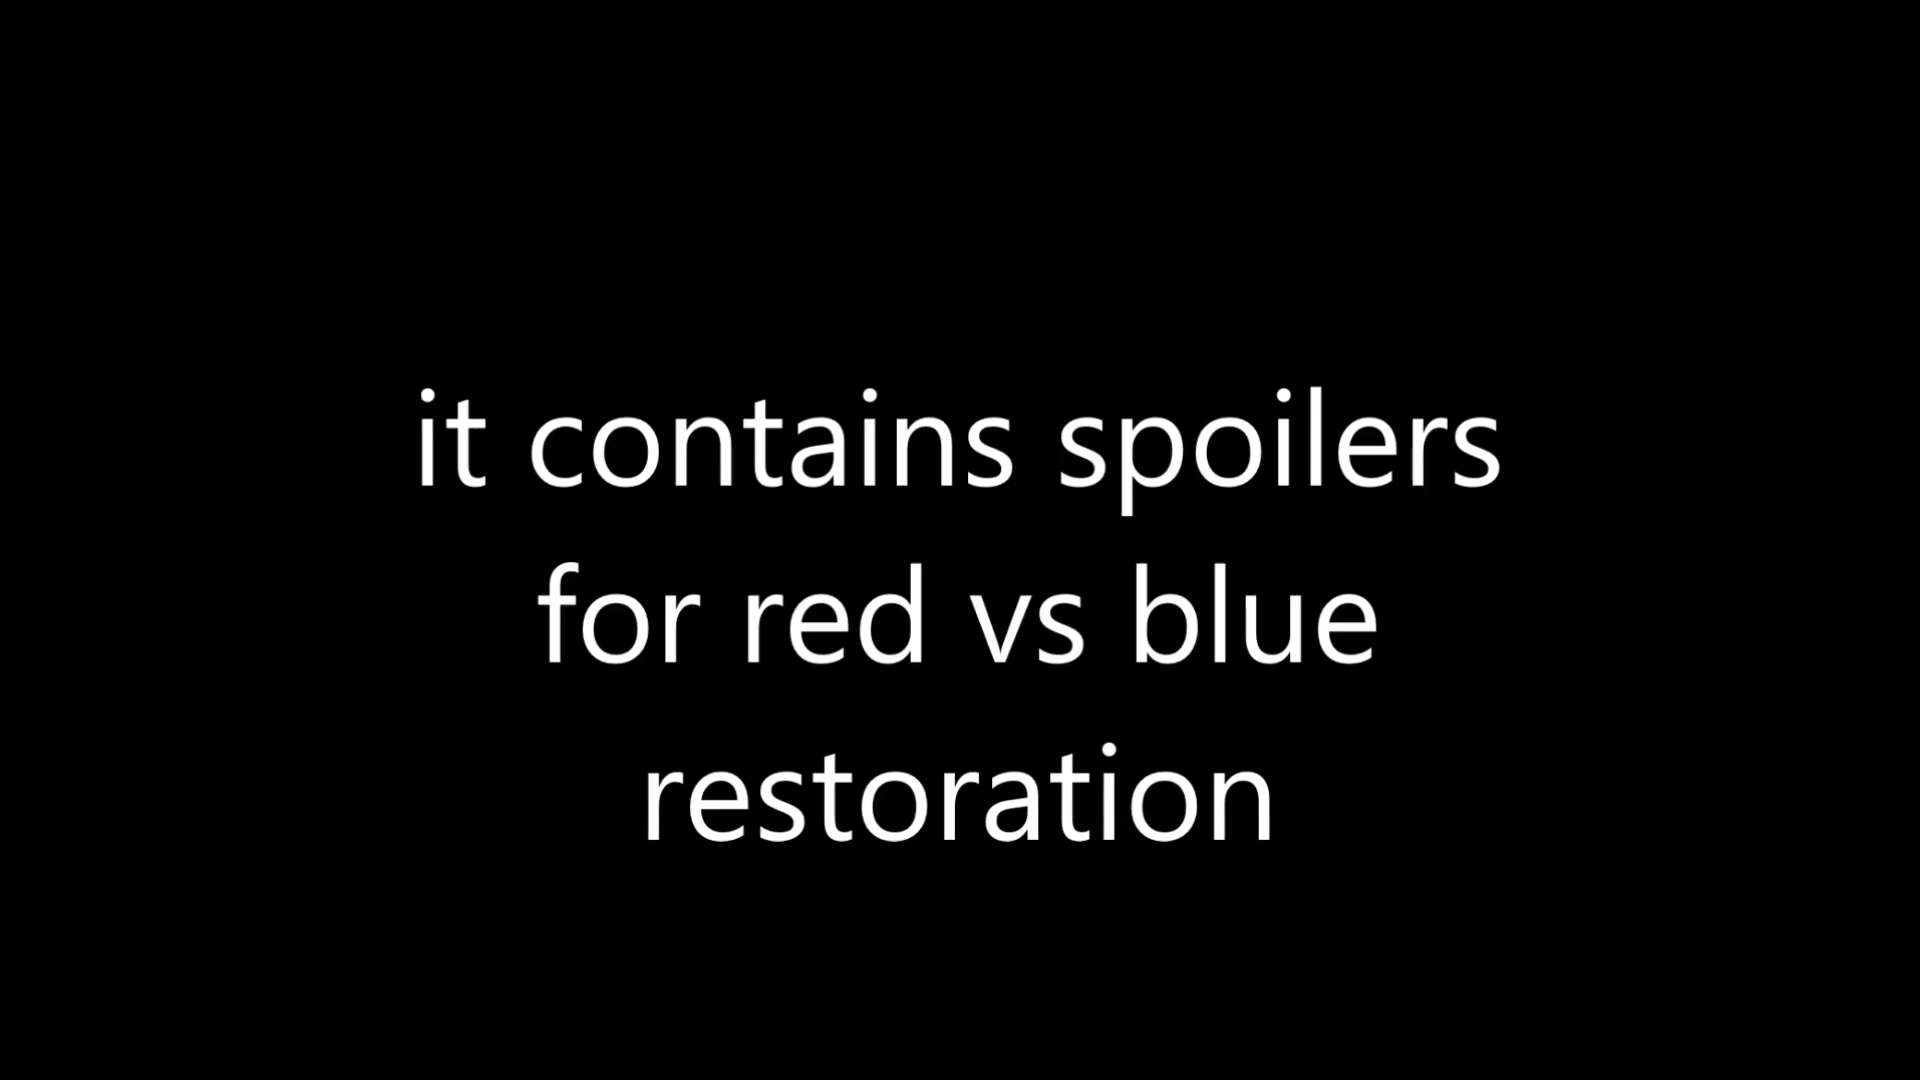 it contains spoilers
for red vs blue
restoration